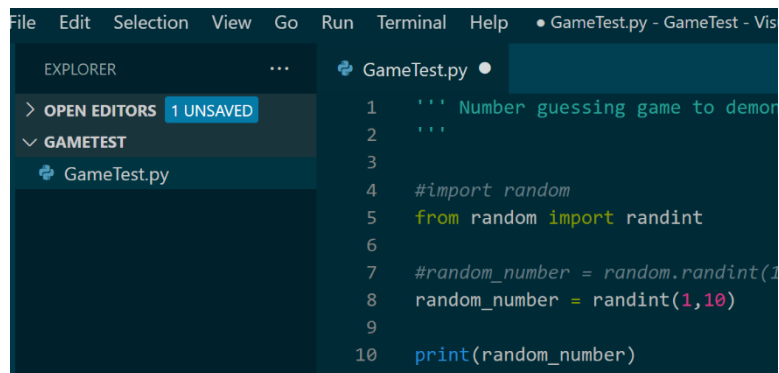 File Edit Selection View Go Run Terminal Help ● GameTest.py - GameTest - Vis
EXPLORER ···
GameTest.py ●
> OPEN EDITORS 1 UNSAVED
GAMETEST
GameTest.py
1 ''' Number guessing game to demon
2 '''
3
4 #import random
5 from random import randint
6
7 #random_number = random.randint(1
8 random_number = randint(1,10)
9
10 print(random_number)